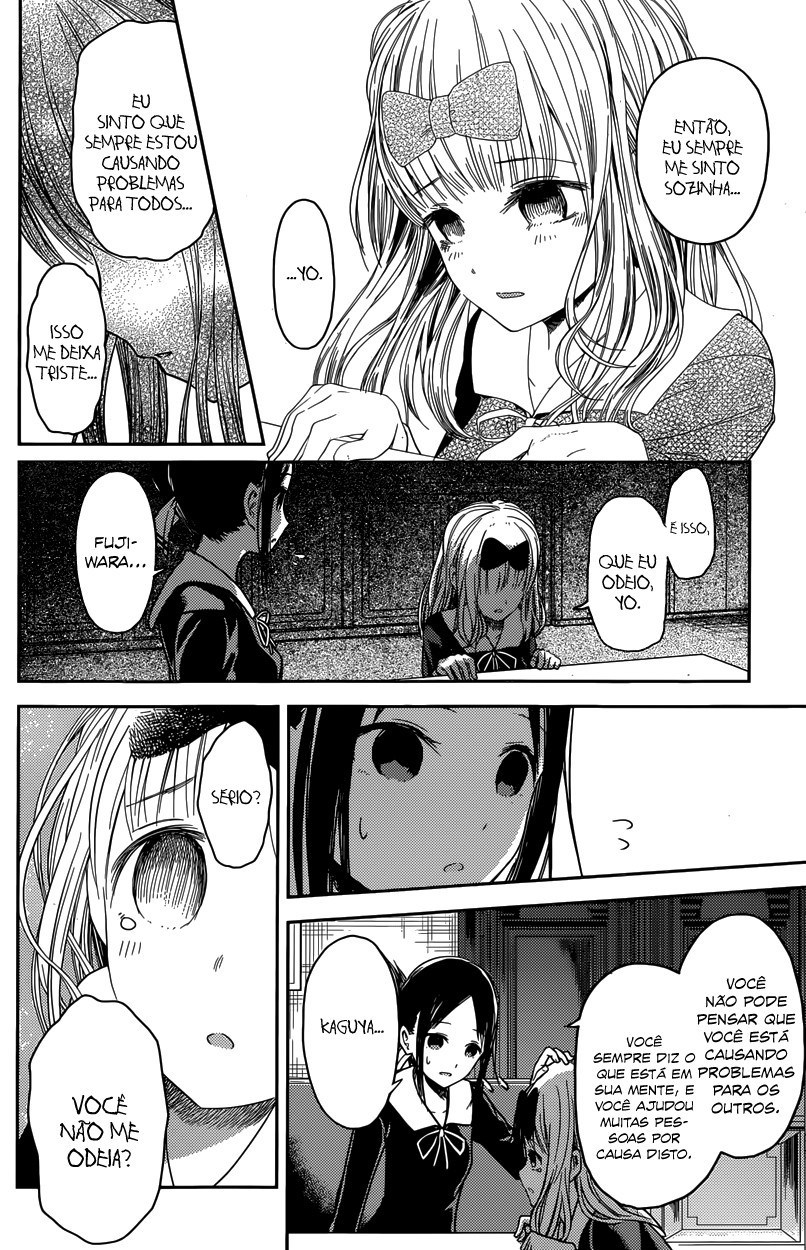 ENTÃO,
EU SEMPRE
ME SINTO
SOZINHA...
...YO.
EU
SINTO QUE
SEMPRE ESTOU
CAUSANDO
PROBLEMAS
PARA TODOS...
ISSO
ME DEIXA
TRISTE...
É ISSO,
QUE EU
ODEIO,
YO.
FUJI-
WARA...
VOCÊ
NÃO PODE
PENSAR QUE
VOCÊ ESTÁ
CAUSANDO
PROBLEMAS
PARA OS
OUTROS.
VOCÊ
SEMPRE DIZ O
QUE ESTÁ EM
SUA MENTE, E
VOCÊ AJUDOU
MUITAS PES-
SOAS POR
CAUSA DISTO.
KAGUYA...
SÉRIO?
VOCÊ
NÃO ME
ODEIA?